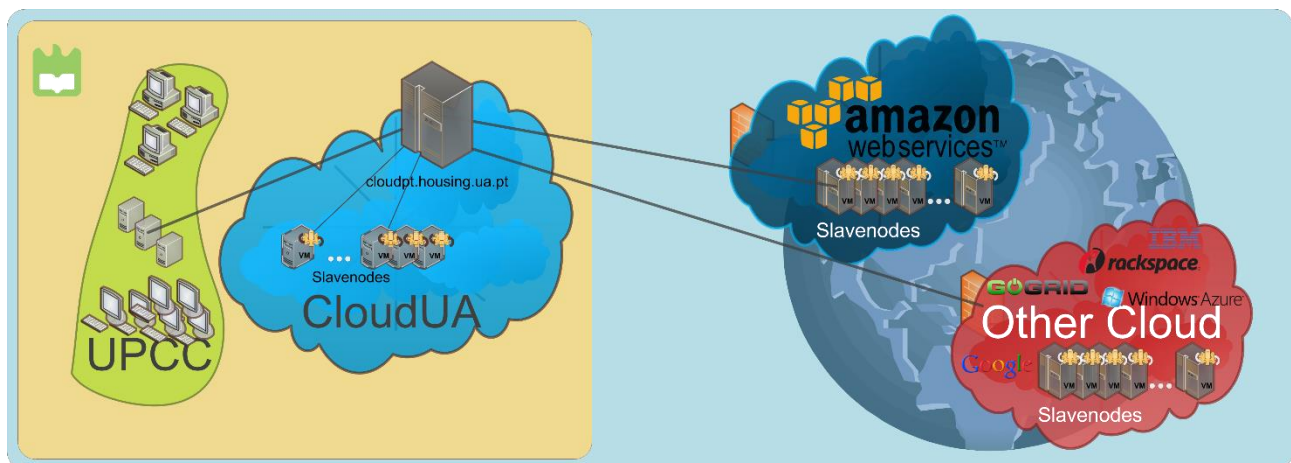 UPCC
cloudpt.housing.ua.pt
VM
...
VM
VM
VM
Slavenodes
CloudUA
amazon
webservices™
VM
VM
VM
VM
...
VM
Slavenodes
IBM
rackspace
GOGRID
Windows Azure
Other Cloud
Google
VM
VM
VM
VM
...
VM
Slavenodes